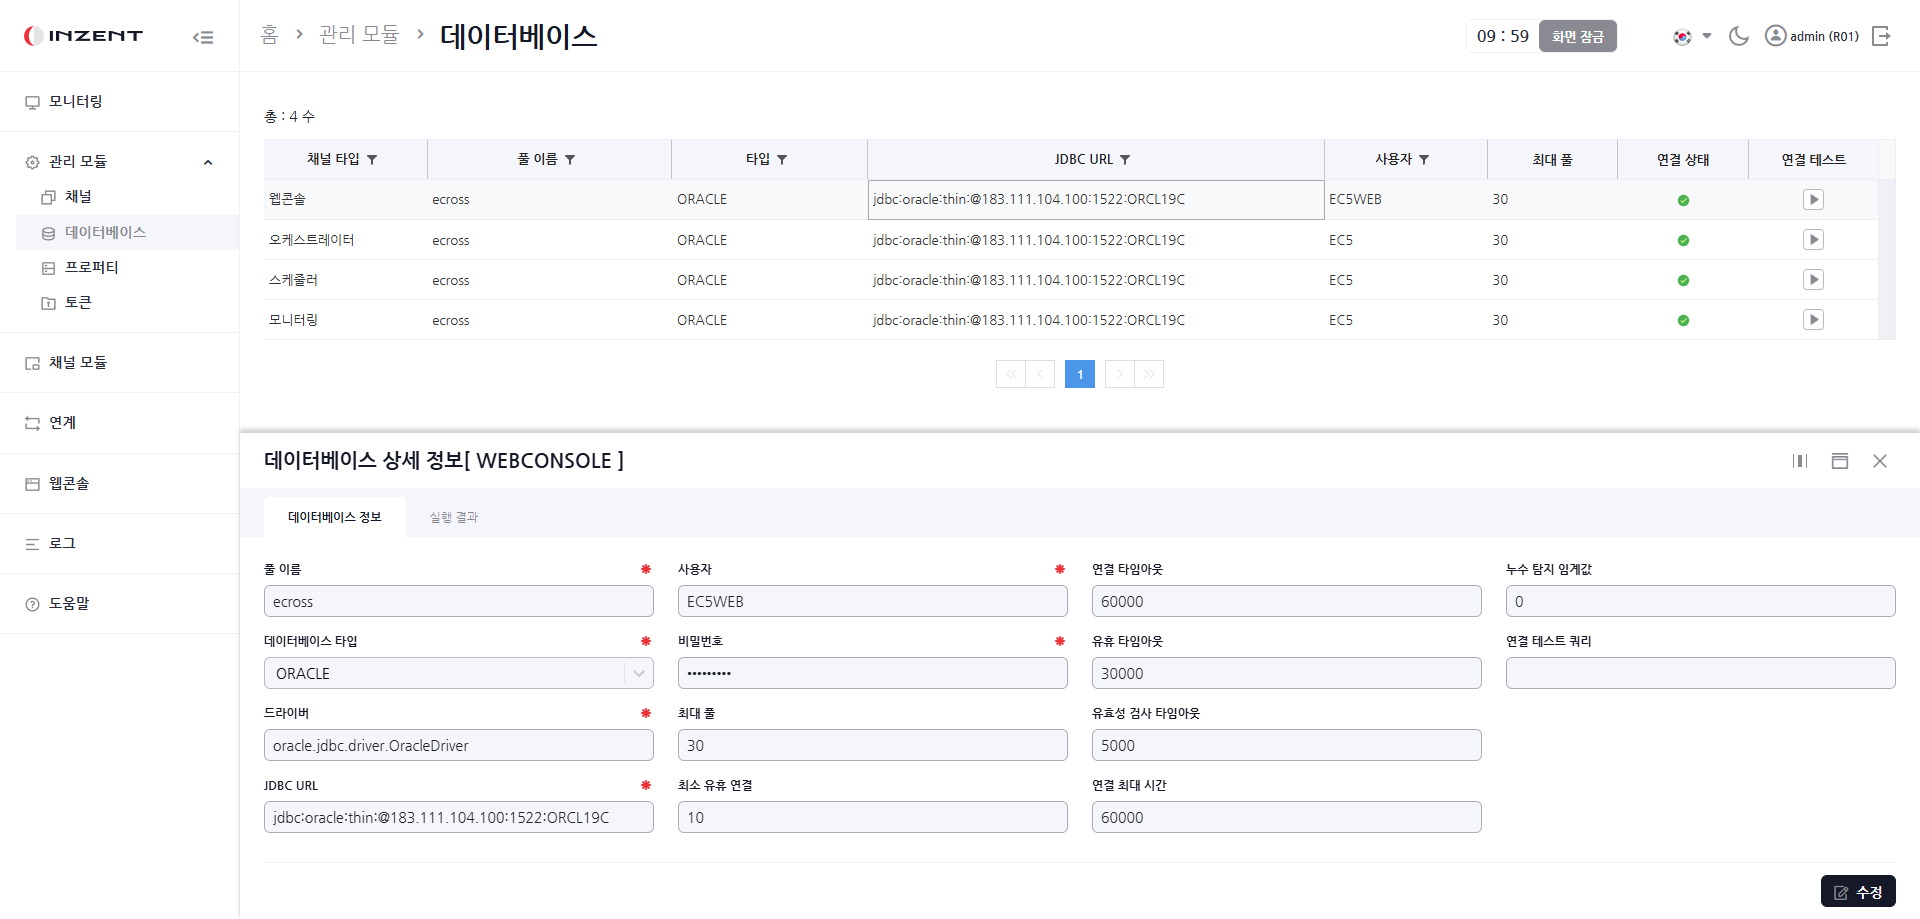 INZENT
홈 > 관리 모듈 > 데이터베이스
09 : 59 화면 잠금
admin (R01)
모니터링
관리 모듈
채널
데이터베이스
프로퍼티
토큰
채널 모듈
연계
웹콘솔
로그
도움말
총 : 4 수
채널 타입 풀 이름 타입 JDBC URL 사용자 최대 풀 연결 상태 연결 테스트
웹콘솔 ecross ORACLE jdbc:oracle:thin:@183.111.104.100:1522:ORCL19C EC5WEB 30
오케스트레이터 ecross ORACLE jdbc:oracle:thin:@183.111.104.100:1522:ORCL19C EC5 30
스케줄러 ecross ORACLE jdbc:oracle:thin:@183.111.104.100:1522:ORCL19C EC5 30
모니터링 ecross ORACLE jdbc:oracle:thin:@183.111.104.100:1522:ORCL19C EC5 30
1
데이터베이스 상세 정보[ WEBCONSOLE ]
데이터베이스 정보 실행 결과
풀 이름 * 사용자 * 연결 타임아웃 누수 탐지 임계값
ecross EC5WEB 60000 0
데이터베이스 타입 * 비밀번호 * 유휴 타임아웃 연결 테스트 쿼리
ORACLE ••••••••• 30000
드라이버 * 최대 풀 유효성 검사 타임아웃
oracle.jdbc.driver.OracleDriver 30 5000
JDBC URL * 최소 유휴 연결 연결 최대 시간
jdbc:oracle:thin:@183.111.104.100:1522:ORCL19C 10 60000
수정